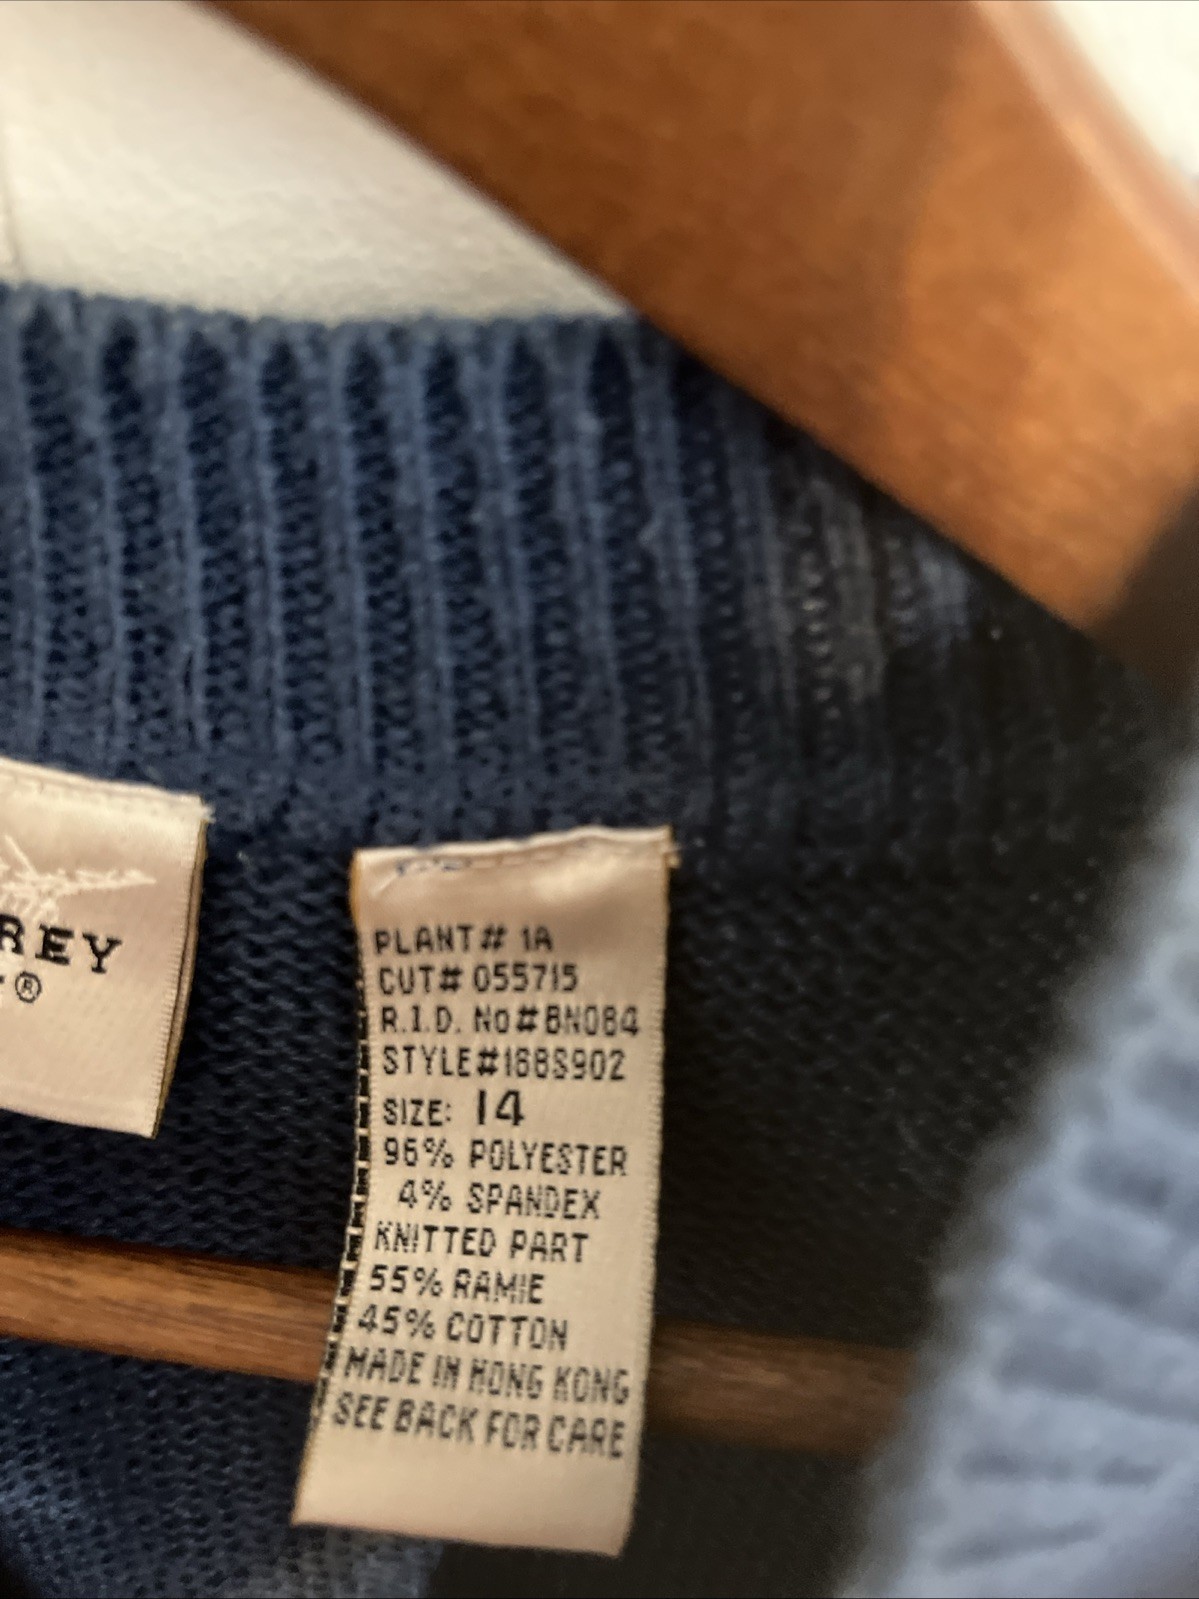 REY
®
PLANT# 1A
CUT# 055715
R.I.D. No# BN084
STYLE#168S902
SIZE: 14
96% POLYESTER
4% SPANDEX
KNITTED PART
55% RAMIE
45% COTTON
MADE IN HONG KONG
SEE BACK FOR CARE